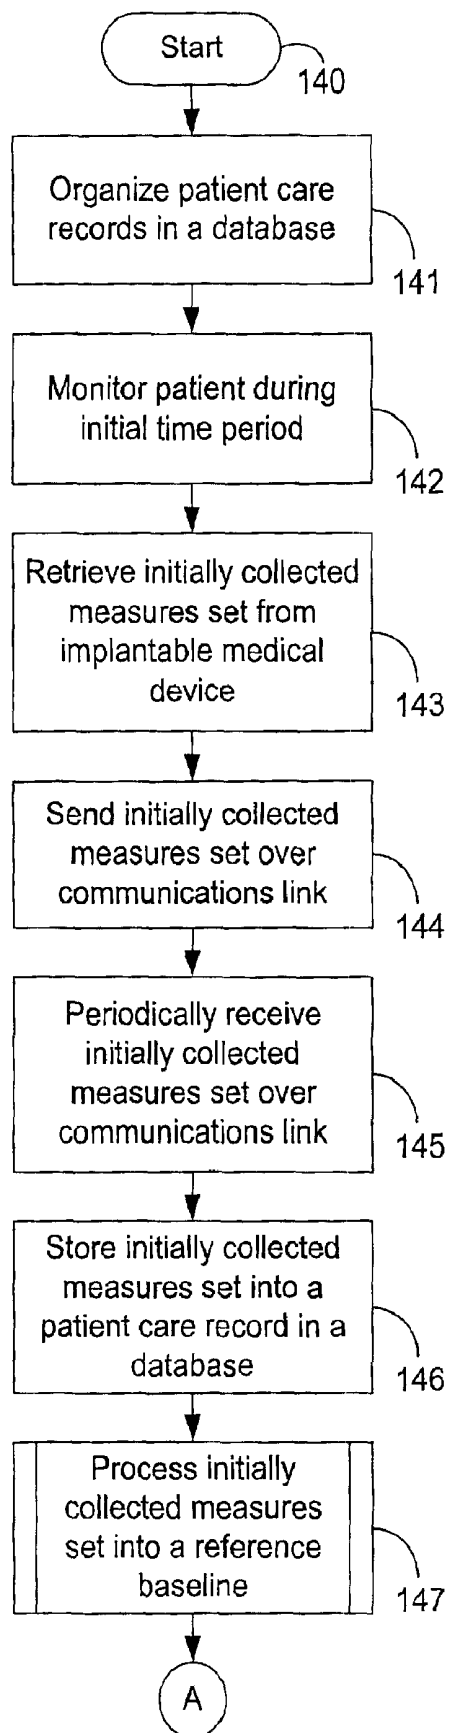 Start
140
Organize patient care
records in a database
141
Monitor patient during
initial time period
142
Retrieve initially collected
measures set from
implantable medical
device
143
Send initially collected
measures set over
communications link
144
Periodically receive
initially collected
measures set over
communications link
145
Store initially collected
measures set into a
patient care record in a
database
146
Process initially
collected measures
set into a reference
baseline
147
A